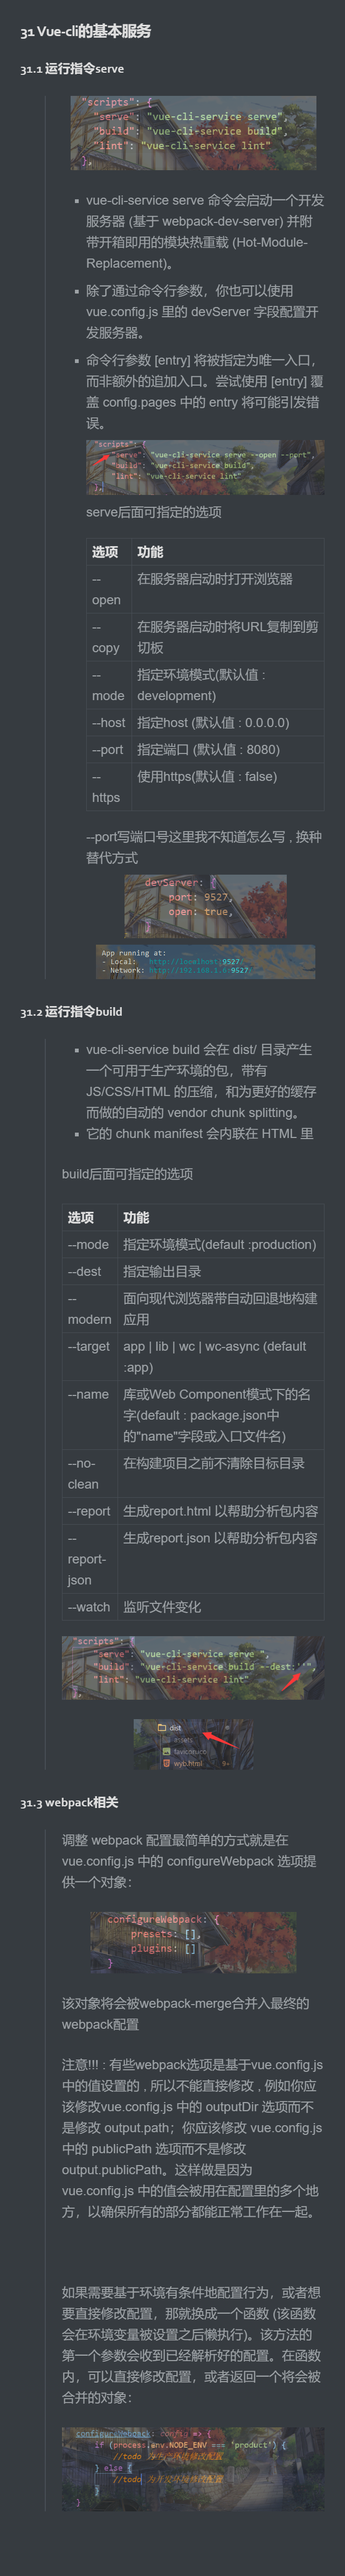 31 Vue-cli的基本服务
31.1 运行指令serve
"scripts": {
"serve": "vue-cli-service serve",
"build": "vue-cli-service build",
"lint": "vue-cli-service lint"
},
vue-cli-service serve 命令会启动一个开发
服务器 (基于 webpack-dev-server) 并附
带开箱即用的模块热重载 (Hot-Module-
Replacement)。
除了通过命令行参数，你也可以使用
vue.config.js 里的 devServer 字段配置开
发服务器。
命令行参数 [entry] 将被指定为唯一入口，
而非额外的追加入口。尝试使用 [entry] 覆
盖 config.pages 中的 entry 将可能引发错
误。
"scripts": {
"serve": "vue-cli-service serve --open --port",
"build": "vue-cli-service build",
"lint": "vue-cli-service lint"
},
serve后面可指定的选项
选项 功能
-- 在服务器启动时打开浏览器
open
-- 在服务器启动时将URL复制到剪
copy 切板
-- 指定环境模式(默认值 :
mode development)
--host 指定host (默认值 : 0.0.0.0)
--port 指定端口 (默认值 : 8080)
-- 使用https(默认值 : false)
https
--port写端口号这里我不知道怎么写 , 换种
替代方式
devServer: {
port: 9527,
open: true,
}
App running at:
- Local: http://localhost:9527
- Network: 9527
31.2 运行指令build
vue-cli-service build 会在 dist/ 目录产生
一个可用于生产环境的包，带有
JS/CSS/HTML 的压缩，和为更好的缓存
而做的自动的 vendor chunk splitting。
它的 chunk manifest 会内联在 HTML 里
build后面可指定的选项
选项 功能
--mode 指定环境模式(default :production)
--dest 指定输出目录
-- 面向现代浏览器带自动回退地构建
modern 应用
--target app | lib | wc | wc-async (default
:app)
--name 库或Web Component模式下的名
字(default : package.json中
的"name"字段或入口文件名)
--no- 在构建项目之前不清除目标目录
clean
--report 生成report.html 以帮助分析包内容
-- 生成report.json 以帮助分析包内容
report-
json
--watch 监听文件变化
"scripts": {
"serve": "vue-cli-service serve ",
"build": "vue-cli-service build --dest:''",
"lint": "vue-cli-service lint"
},
dist
assets
favicon.ico
wyb.html
31.3 webpack相关
调整 webpack 配置最简单的方式就是在
vue.config.js 中的 configureWebpack 选项提
供一个对象：
configureWebpack: {
presets: [],
plugins: []
}
该对象将会被webpack-merge合并入最终的
webpack配置
注意!!! : 有些webpack选项是基于vue.config.js
中的值设置的 , 所以不能直接修改 , 例如你应
该修改vue.config.js 中的 outputDir 选项而不
是修改 output.path；你应该修改 vue.config.js
中的 publicPath 选项而不是修改
output.publicPath。这样做是因为
vue.config.js 中的值会被用在配置里的多个地
方，以确保所有的部分都能正常工作在一起。
如果需要基于环境有条件地配置行为，或者想
要直接修改配置，那就换成一个函数 (该函数
会在环境变量被设置之后懒执行)。该方法的
第一个参数会收到已经解析好的配置。在函数
内，可以直接修改配置，或者返回一个将会被
合并的对象：
configureWebpack: config => {
if (process.env.NODE_ENV === 'product') {
//todo 为生产环境修改配置
} else {
//todo 为开发环境修改配置
}
}